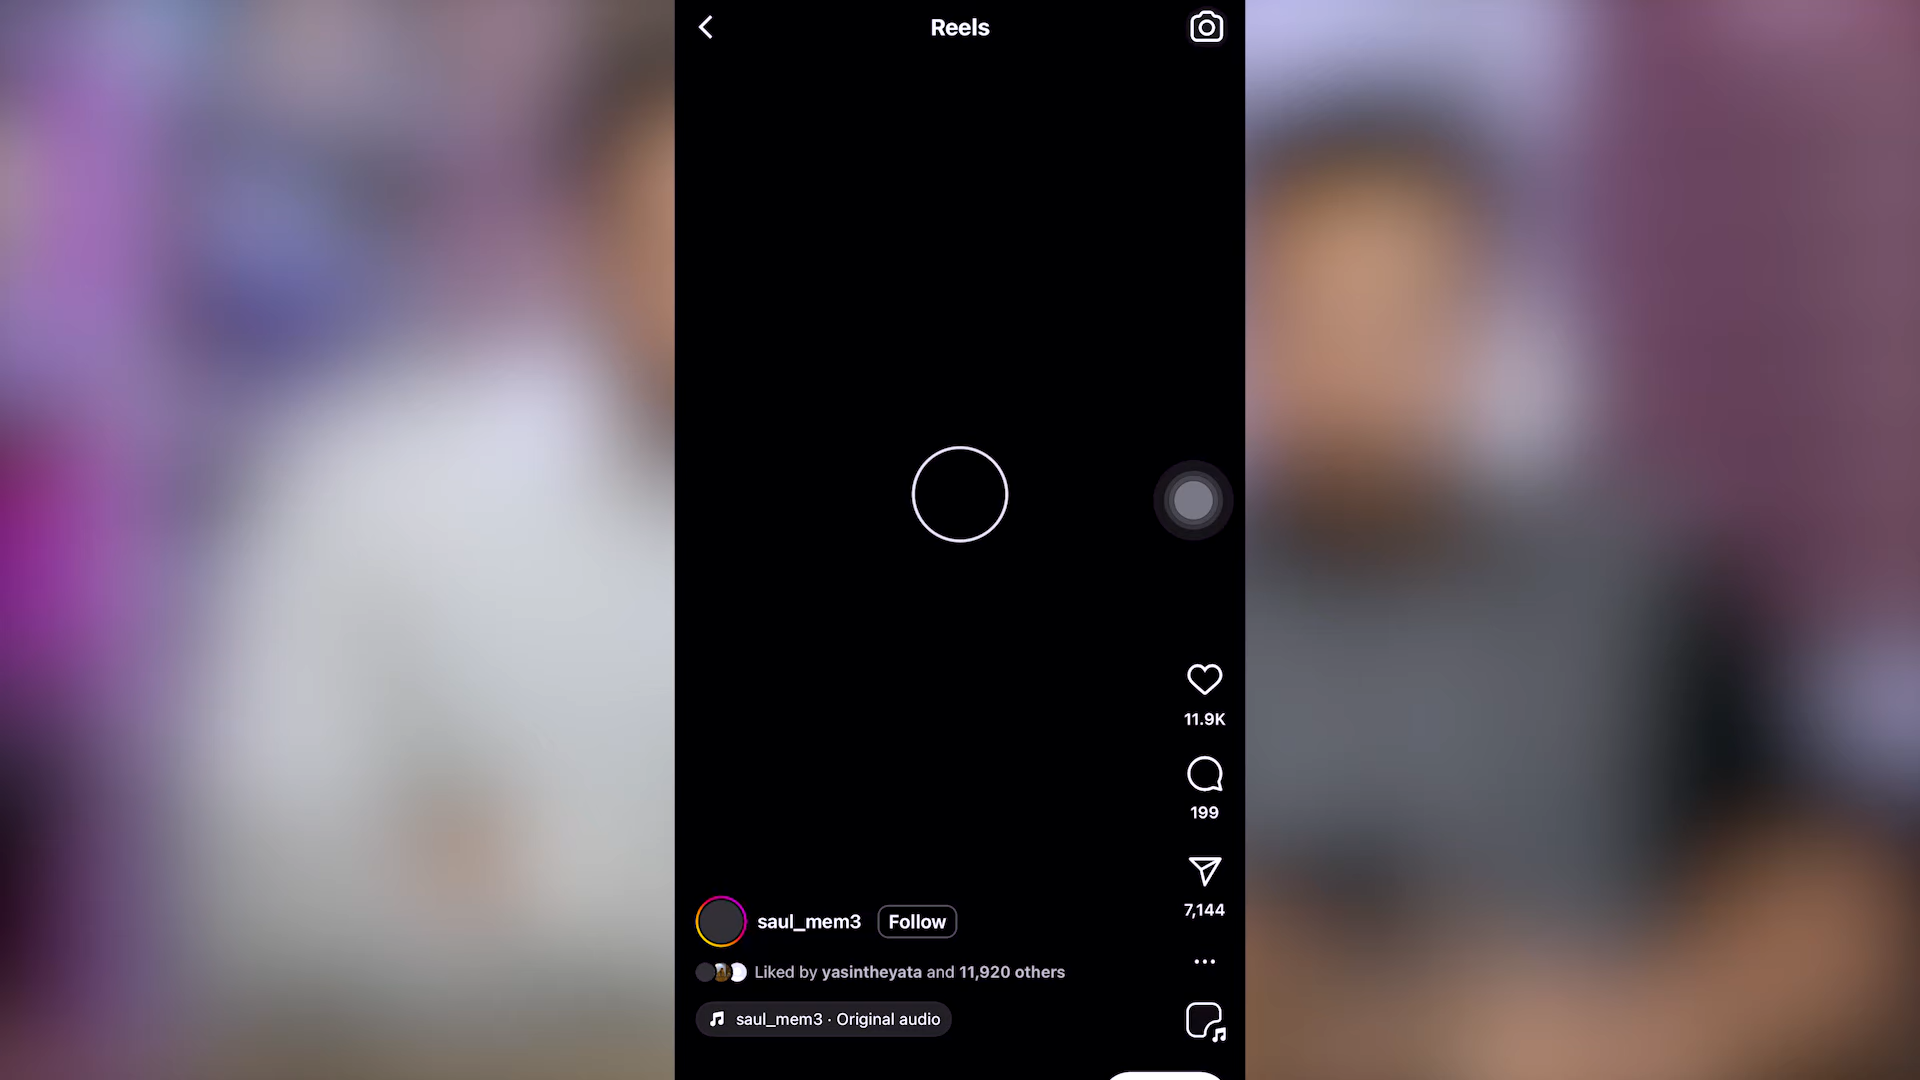 Reels
11.9K
199
7,144
saul_mem3 Follow
Liked by yasintheyata and 11,920 others
saul_mem3 · Original audio